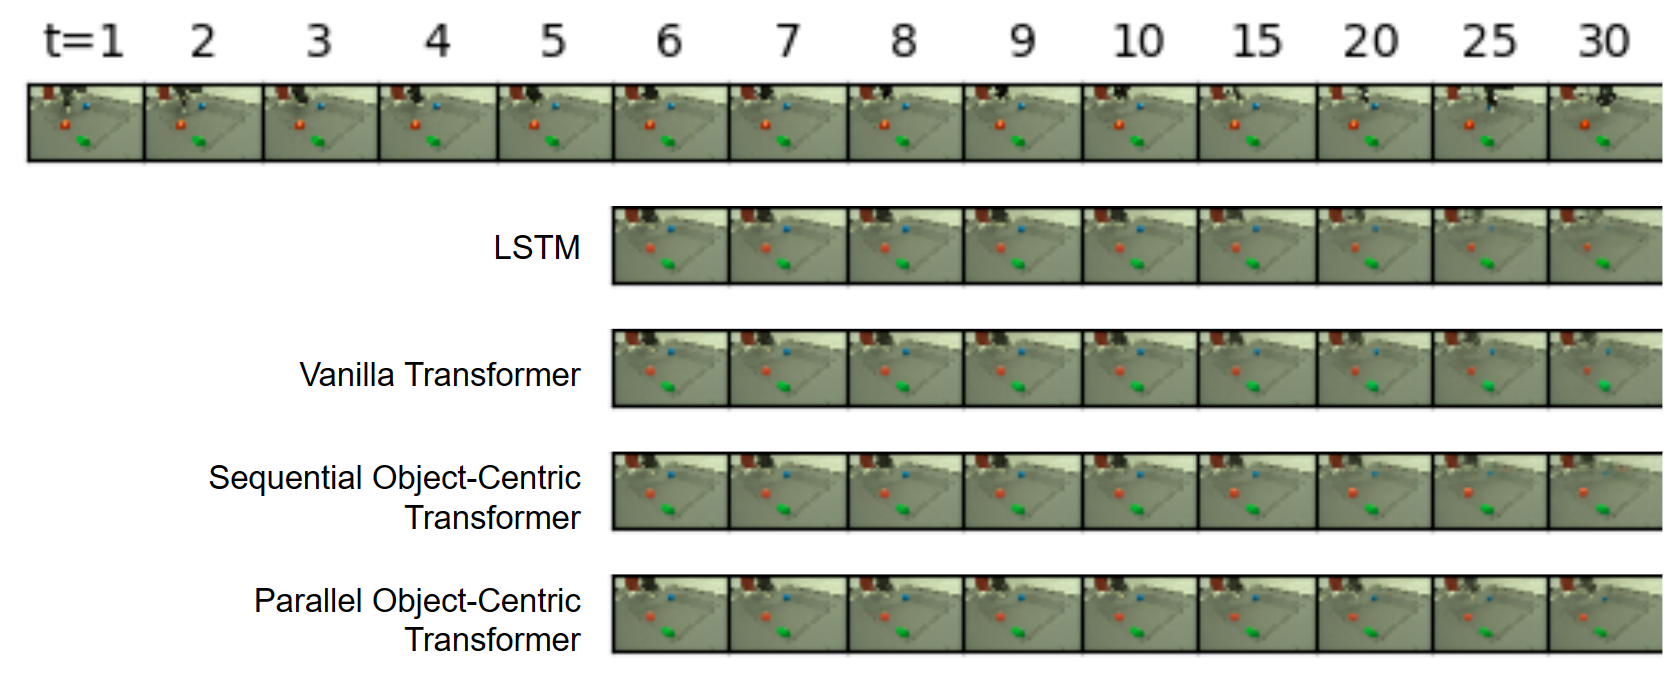 t=1 2 3 4 5 6 7 8 9 10 15 20 25 30
LSTM
Vanilla Transformer
Sequential Object-Centric
Transformer
Parallel Object-Centric
Transformer